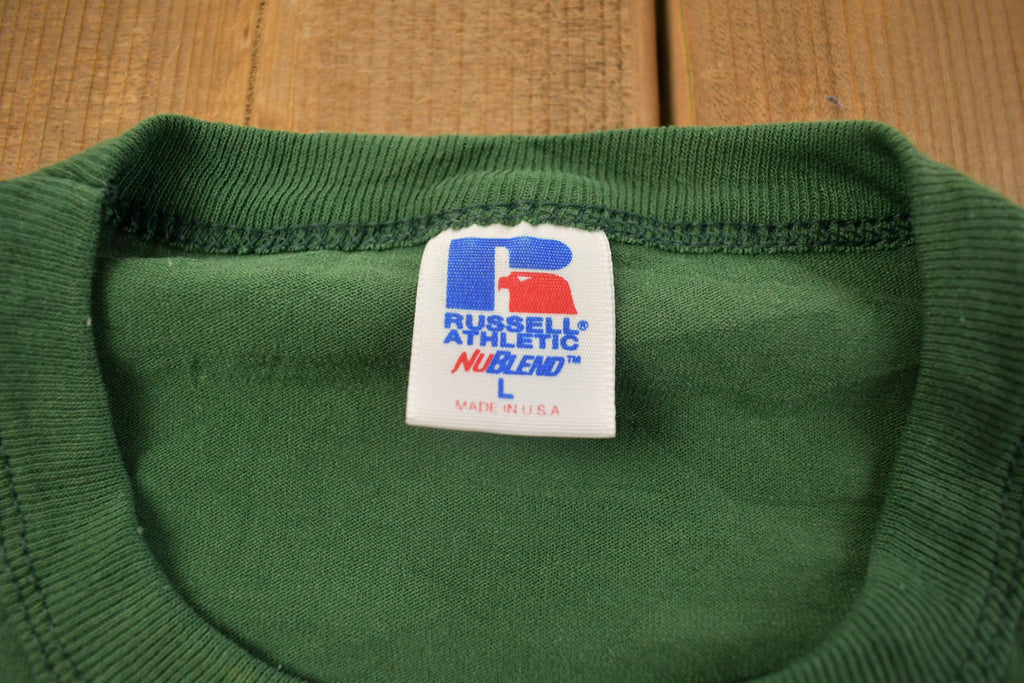 RUSSELL®
ATHLETIC
NUBLEND™
L
MADE IN U.S.A